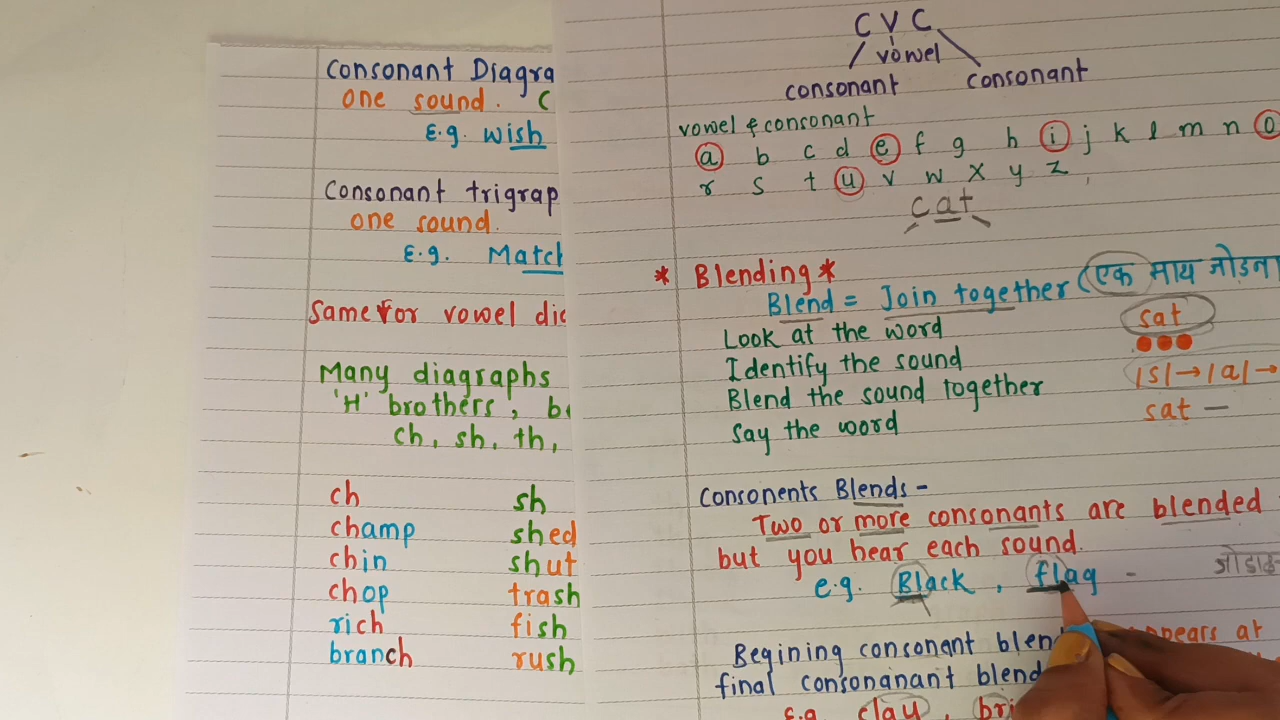 Consonant Diagra
one sound. C
E.g. wish
Consonant trigrap
one sound.
E.g. Match
Same for vowel dia
Many diagraphs
'H' brothers, b
ch, sh, th,
ch sh
champ shed
chin shut
chop trash
rich fish
branch rush
C V C
vowel
consonant consonant
vowel & consonant
a b c d e f g h i j k l m n o
r s t u v w x y z
cat
* Blending *
Blend = Join together (एक साथ जोडना
Look at the word sat
Identify the sound
Blend the sound together |s|→|a|→
Say the word sat —
Consonents Blends -
Two or more consonants are blended
but you hear each sound.
e.g. Black, flag -
Begining consonant blend appears at
final consonanant blend
E.g. clay, bri